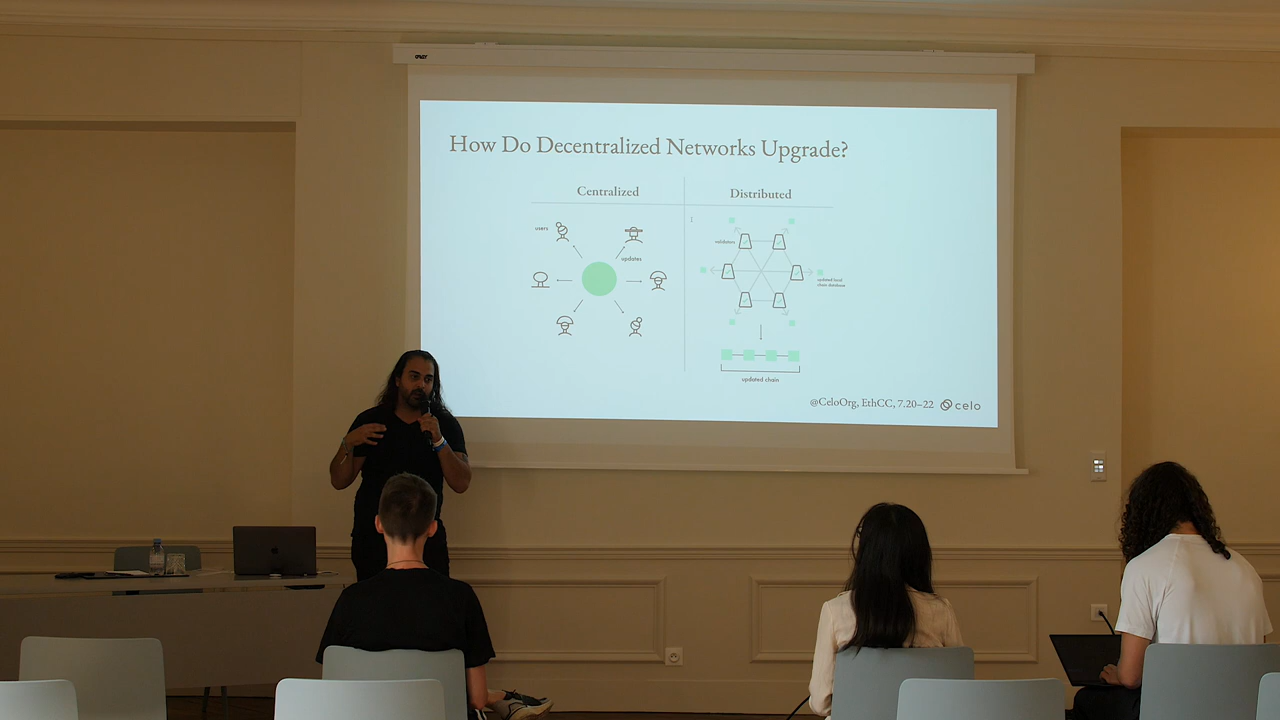 How Do Decentralized Networks Upgrade?
Centralized
Distributed
users
updates
validators
updated local
chain database
updated chain
@CeloOrg, EthCC, 7.20–22
celo